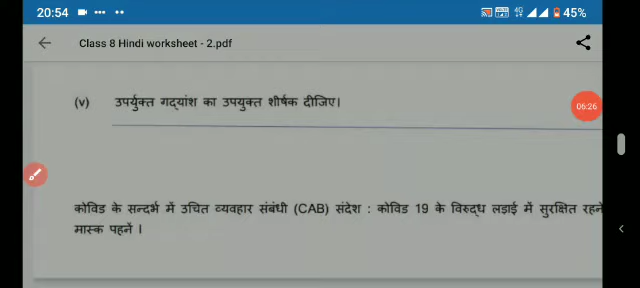 20:54 4G 45%
Class 8 Hindi worksheet - 2.pdf
(v) उपर्युक्त गद्यांश का उपयुक्त शीर्षक दीजिए।
06:26
कोविड के सन्दर्भ में उचित व्यवहार संबंधी (CAB) संदेश : कोविड 19 के विरुद्ध लड़ाई में सुरक्षित रहने
मास्क पहनें ।